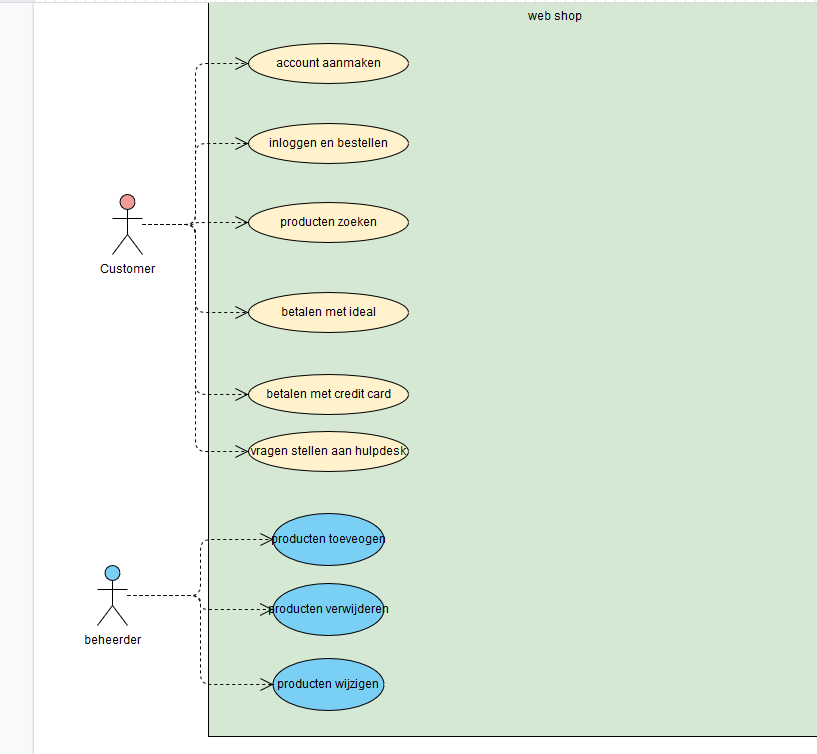 web shop
account aanmaken
inloggen en bestellen
producten zoeken
Customer
betalen met ideal
betalen met credit card
vragen stellen aan hulpdesk
producten toeveogen
producten verwijderen
beheerder
producten wijzigen